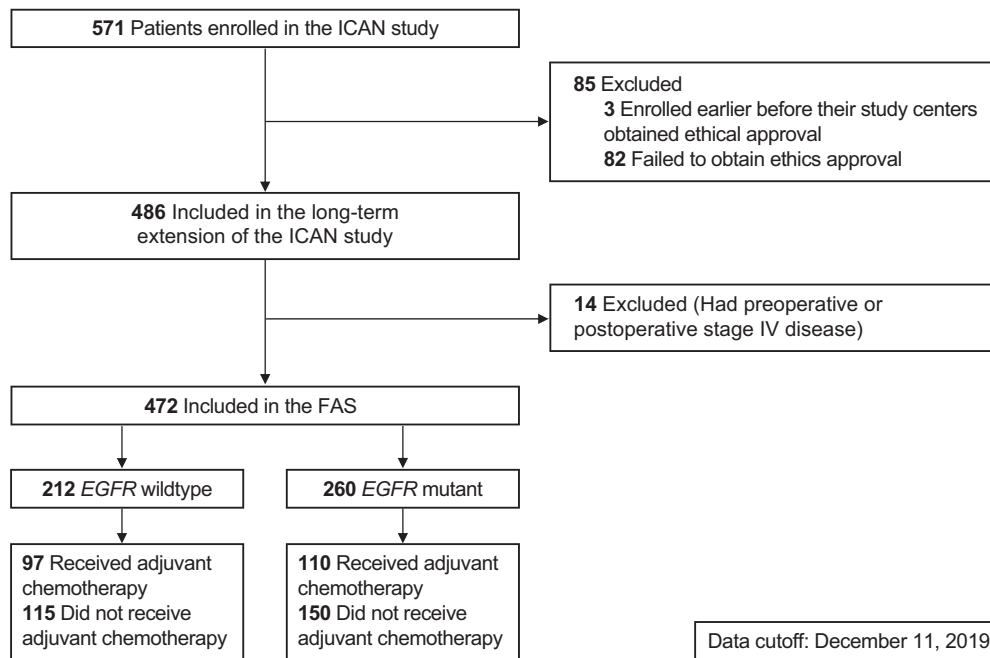 571 Patients enrolled in the ICAN study
85 Excluded
3 Enrolled earlier before their study centers
obtained ethical approval
82 Failed to obtain ethics approval
486 Included in the long-term
extension of the ICAN study
14 Excluded (Had preoperative or
postoperative stage IV disease)
472 Included in the FAS
212 EGFR wildtype
260 EGFR mutant
97 Received adjuvant
chemotherapy
115 Did not receive
adjuvant chemotherapy
110 Received adjuvant
chemotherapy
150 Did not receive
adjuvant chemotherapy
Data cutoff: December 11, 2019